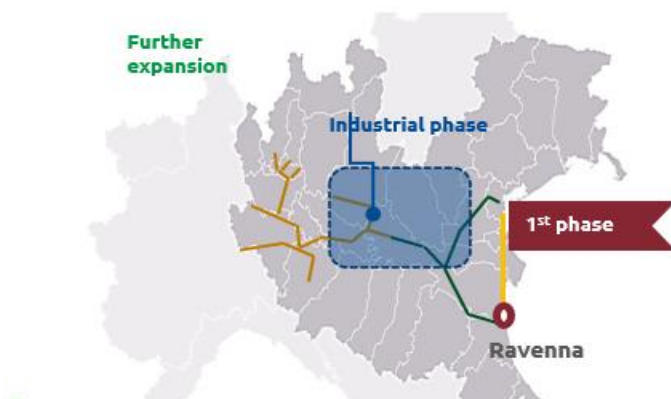 Further
expansion
Industrial phase
1st phase
Ravenna